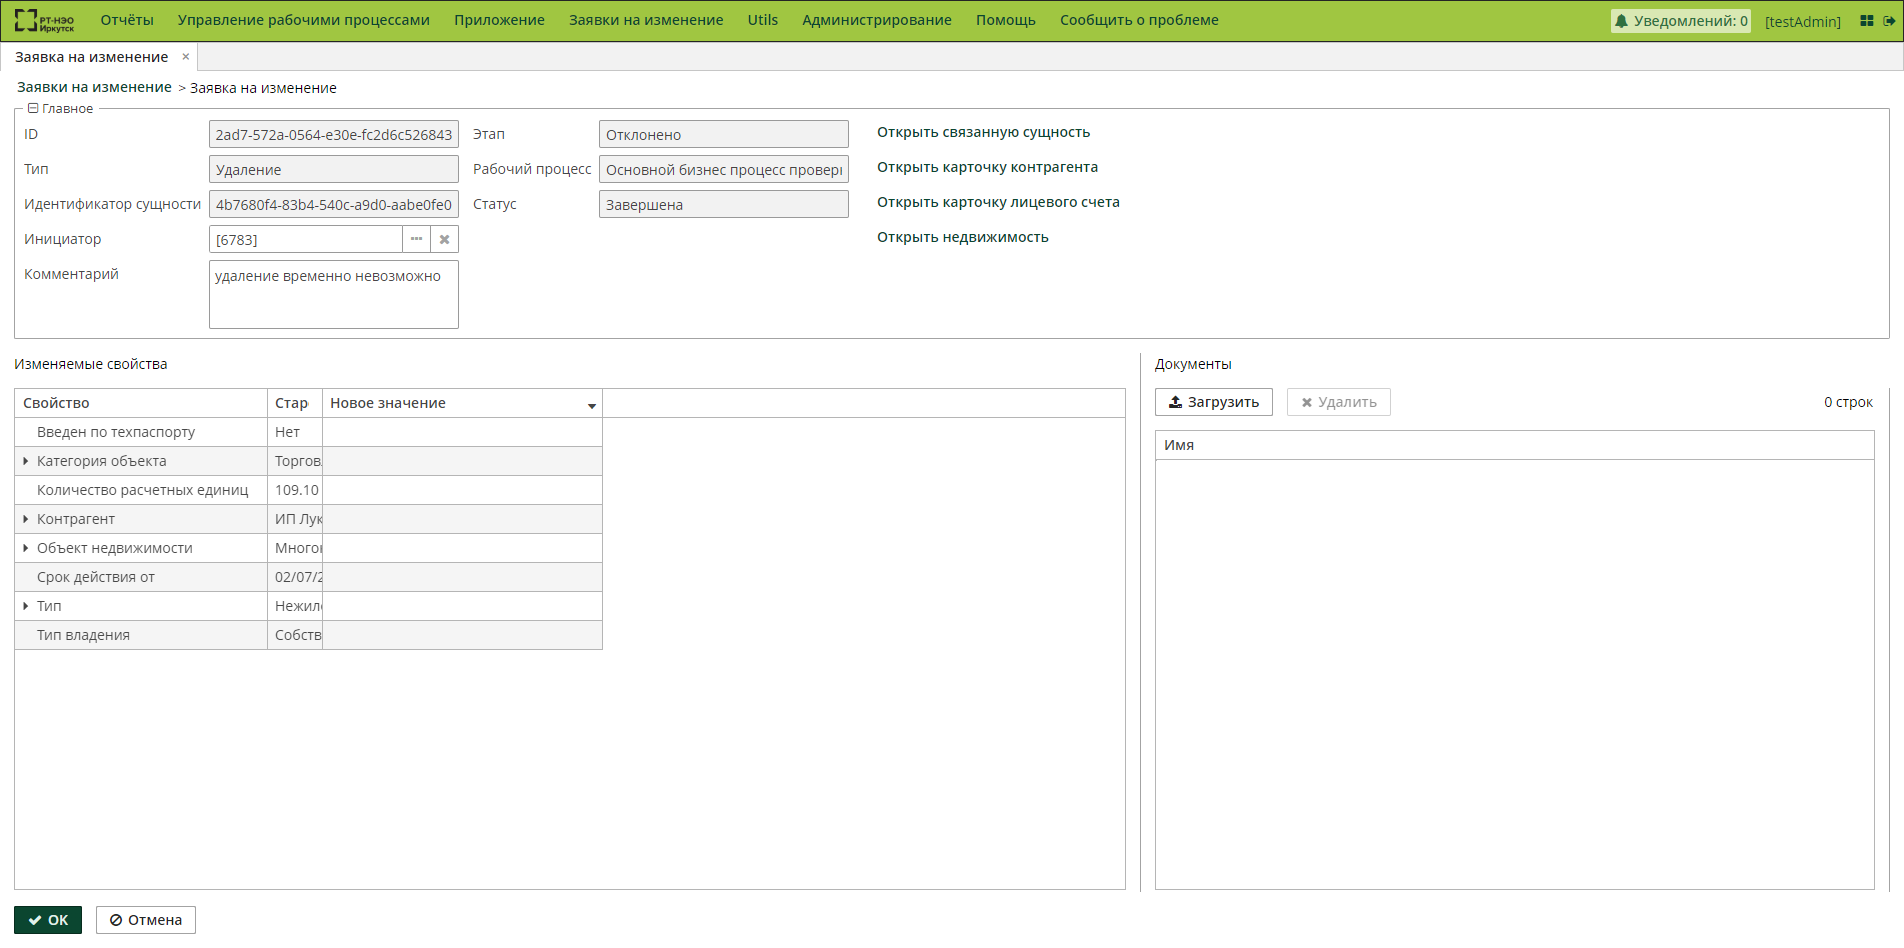 РТ-НЭО Иркутск
Отчёты Управление рабочими процессами Приложение Заявки на изменение Utils Администрирование Помощь Сообщить о проблеме Уведомлений: 0 [testAdmin]
Заявка на изменение ×
Заявки на изменение > Заявка на изменение
Главное
ID 2ad7-572a-0564-e30e-fc2d6c526843 Этап Отклонено Открыть связанную сущность
Тип Удаление Рабочий процесс Основной бизнес процесс проверк Открыть карточку контрагента
Идентификатор сущности 4b7680f4-83b4-540c-a9d0-aabe0fe0 Статус Завершена Открыть карточку лицевого счета
Инициатор [6783] Открыть недвижимость
Комментарий удаление временно невозможно
Изменяемые свойства
Свойство Стар Новое значение
Введен по техпаспорту Нет
Категория объекта Торгов
Количество расчетных единиц 109.10
Контрагент ИП Лук
Объект недвижимости Много
Срок действия от 02/07/2
Тип Нежил
Тип владения Собств
Документы
Загрузить Удалить 0 строк
Имя
OK Отмена